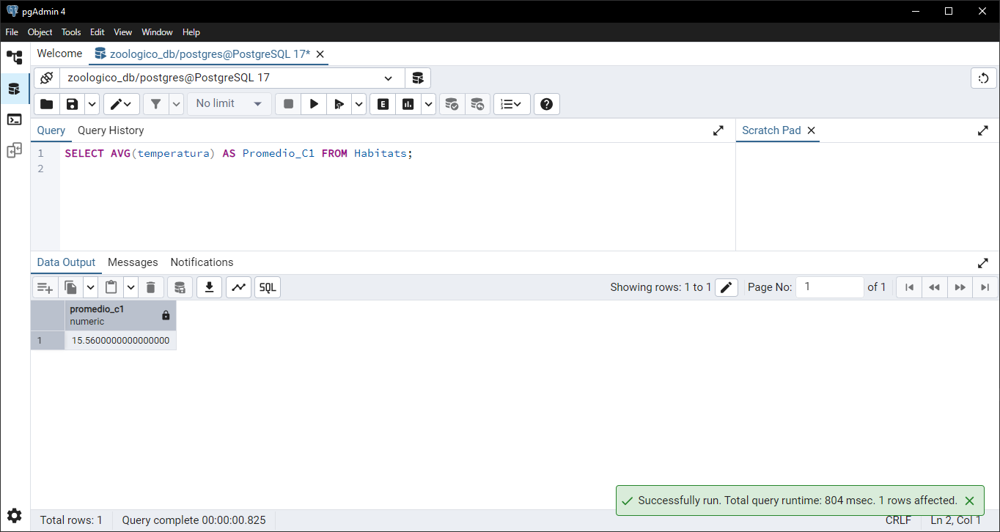 pgAdmin 4
File Object Tools Edit View Window Help
Welcome zoologico_db/postgres@PostgreSQL 17*
zoologico_db/postgres@PostgreSQL 17
No limit E
Query Query History Scratch Pad
1 SELECT AVG(temperatura) AS Promedio_C1 FROM Habitats;
2
Data Output Messages Notifications
SQL Showing rows: 1 to 1 Page No: 1 of 1
promedio_c1
numeric
1 15.5600000000000000
Successfully run. Total query runtime: 804 msec. 1 rows affected.
Total rows: 1 Query complete 00:00:00.825 CRLF Ln 2, Col 1